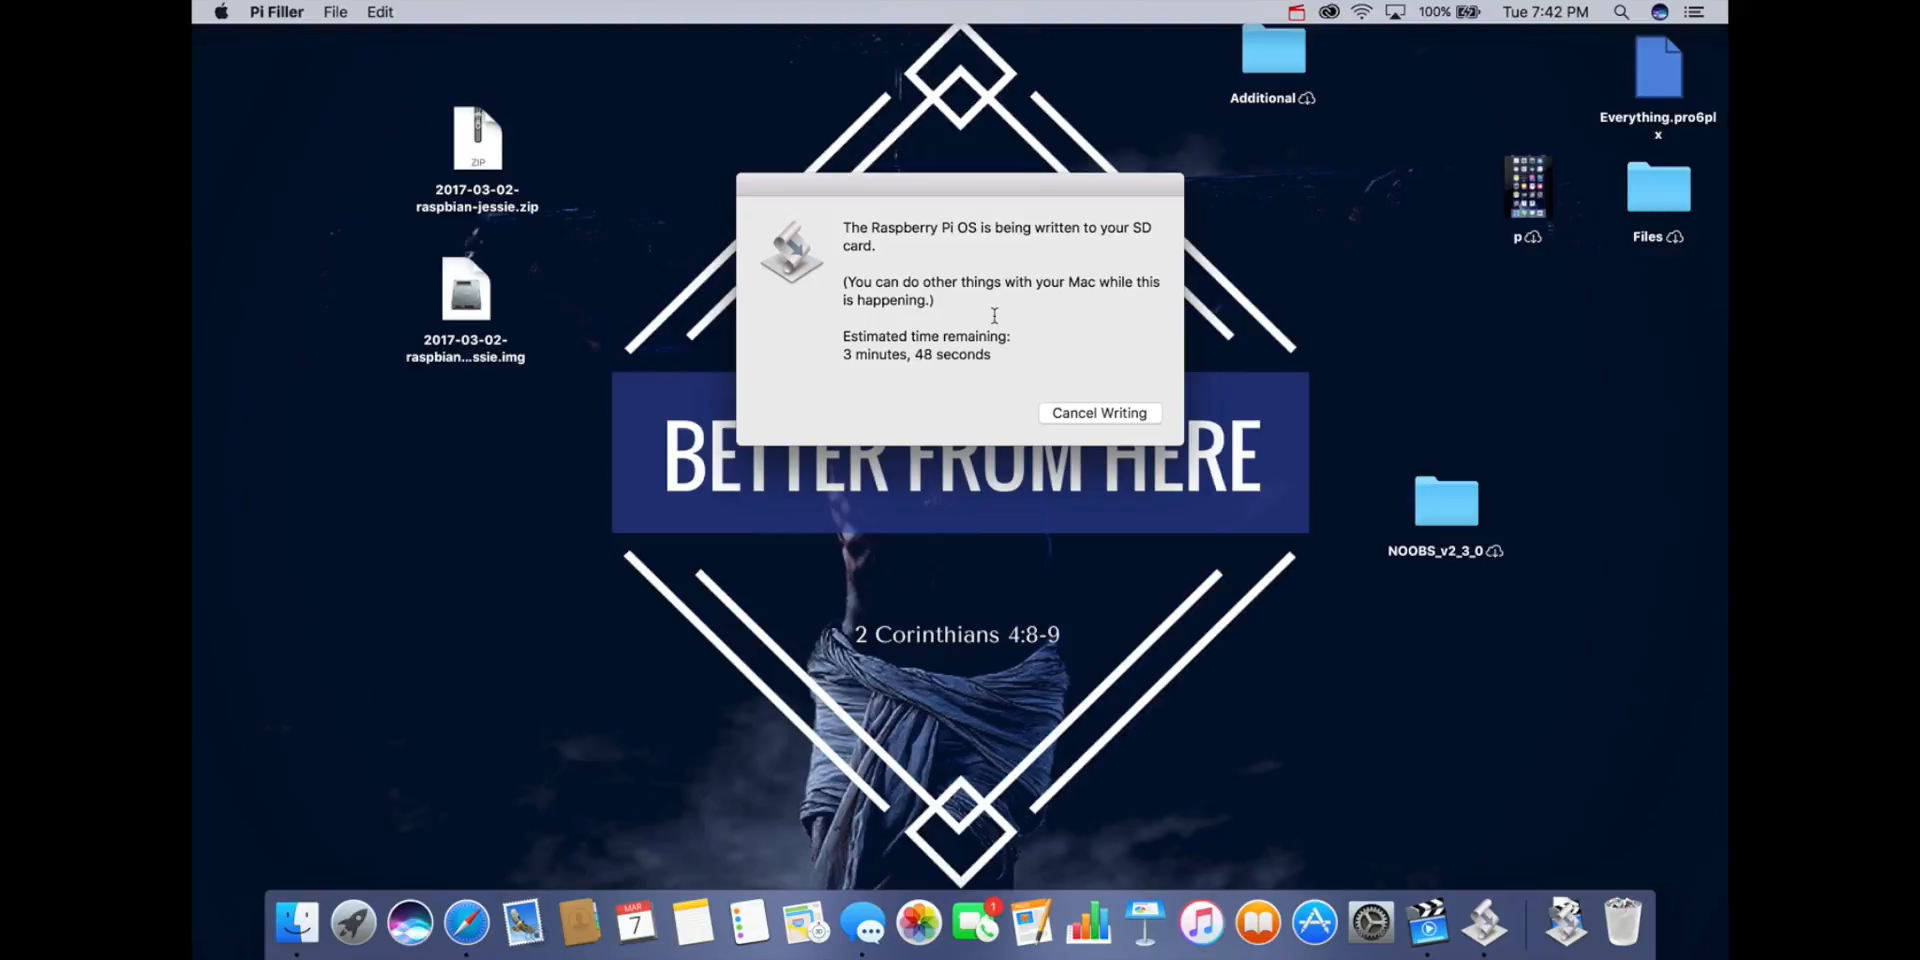 Pi Filler File Edit
100% Tue 7:42 PM
Additional
Everything.pro6pl
x
ZIP
2017-03-02-
raspbian-jessie.zip
p
Files
The Raspberry Pi OS is being written to your SD
card.
(You can do other things with your Mac while this
is happening.)
Estimated time remaining:
3 minutes, 48 seconds
Cancel Writing
2017-03-02-
raspbian...ssie.img
BETTER FROM HERE
NOOBS_v2_3_0
2 Corinthians 4:8-9
MAR
7
1